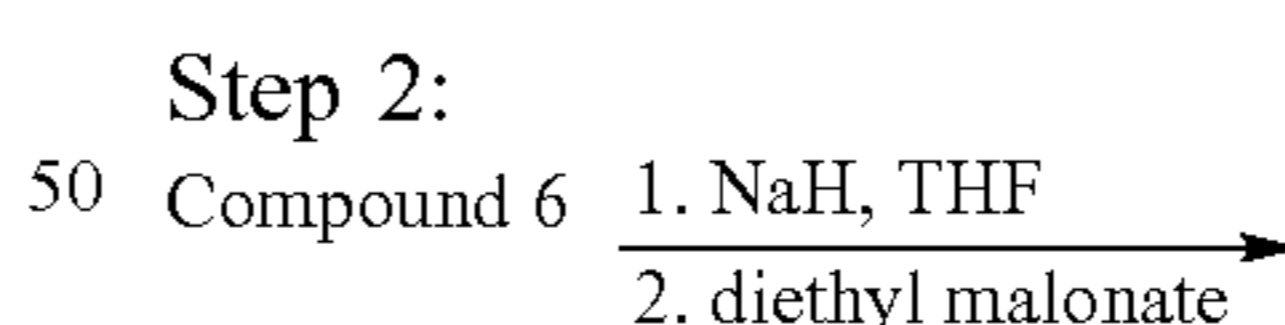 Step 2:
50 Compound 6 1. NaH, THF
2. diethyl malonate